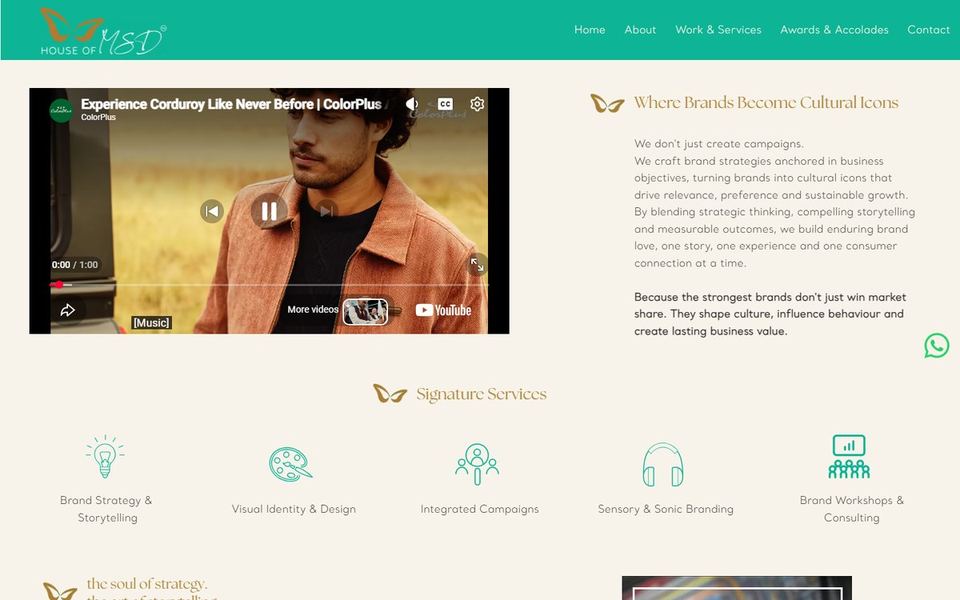 HOUSE OF MSD
Home
About
Work & Services
Awards & Accolades
Contact
Experience Corduroy Like Never Before | ColorPlus
ColorPlus
CC
0:00 / 1:00
More videos
YouTube
[Music]
Where Brands Become Cultural Icons
We don't just create campaigns.
We craft brand strategies anchored in business
objectives, turning brands into cultural icons that
drive relevance, preference and sustainable growth.
By blending strategic thinking, compelling storytelling
and measurable outcomes, we build enduring brand
love, one story, one experience and one consumer
connection at a time.
Because the strongest brands don't just win market
share. They shape culture, influence behaviour and
create lasting business value.
Signature Services
Brand Strategy &
Storytelling
Visual Identity & Design
Integrated Campaigns
Sensory & Sonic Branding
Brand Workshops &
Consulting
the soul of strategy.